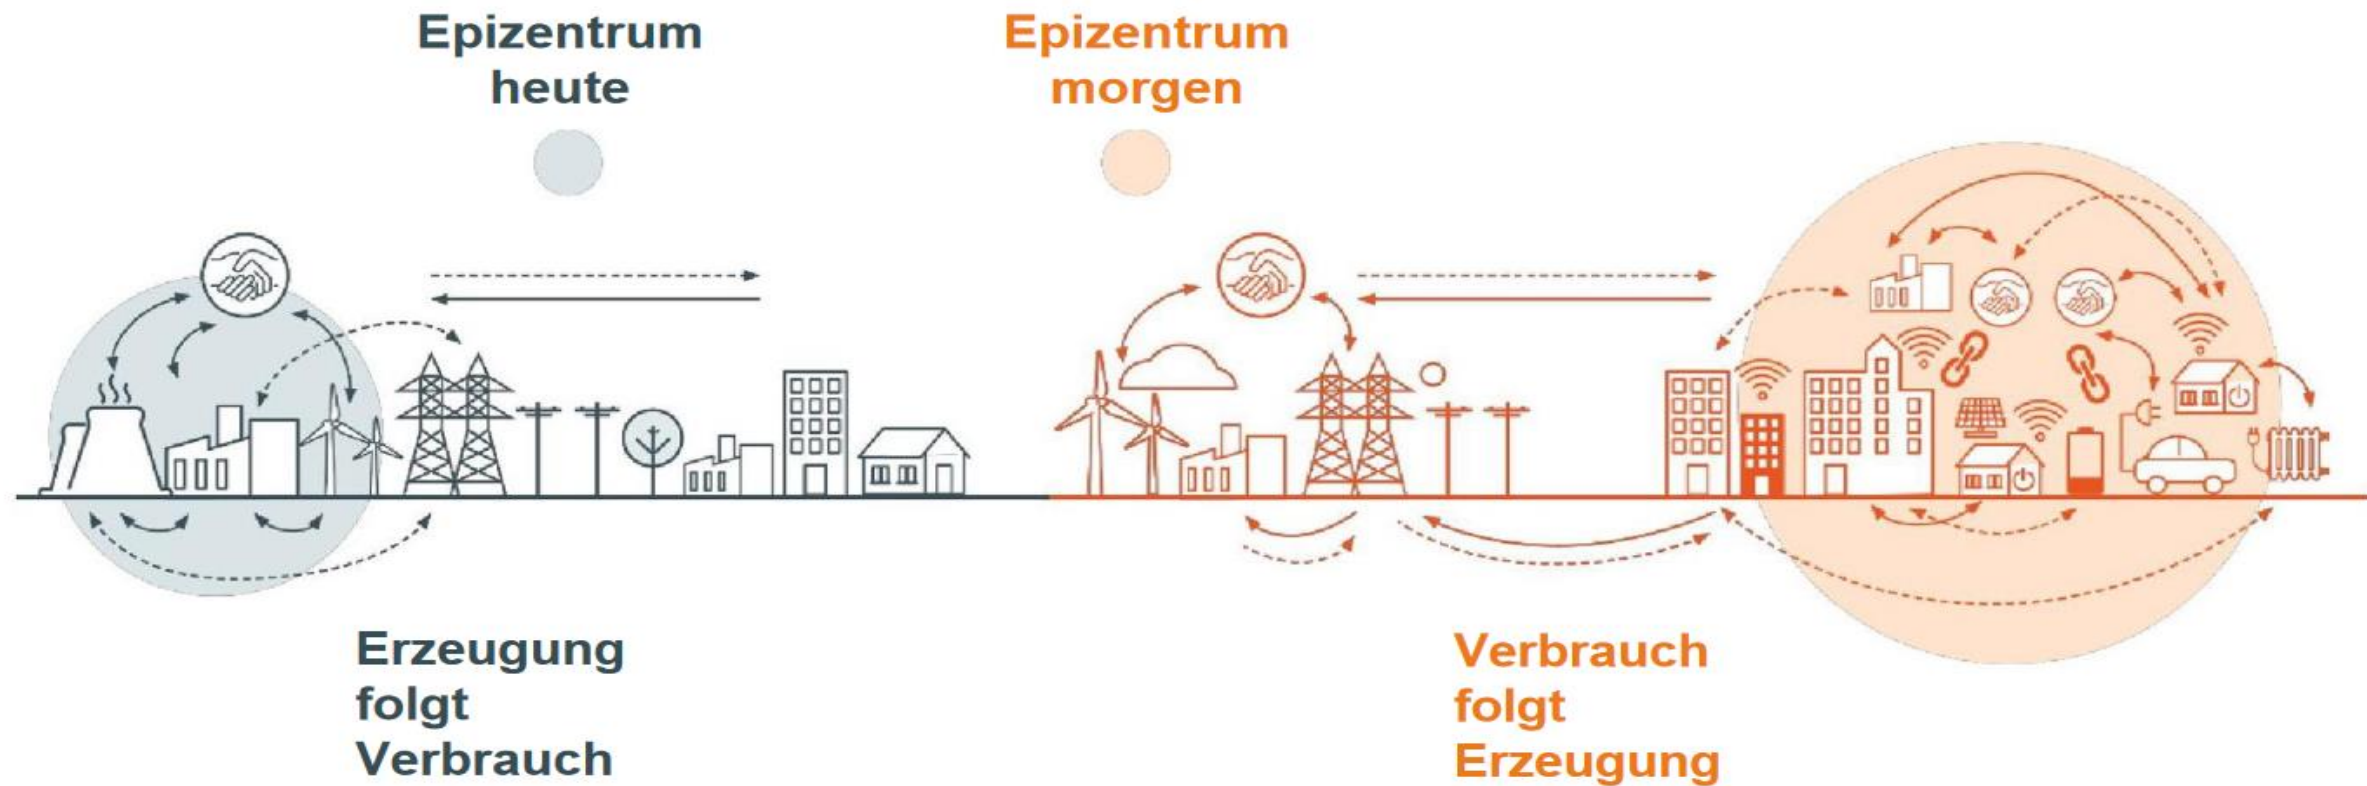 Epizentrum
heute
Epizentrum
morgen
Erzeugung
folgt
Verbrauch
Verbrauch
folgt
Erzeugung